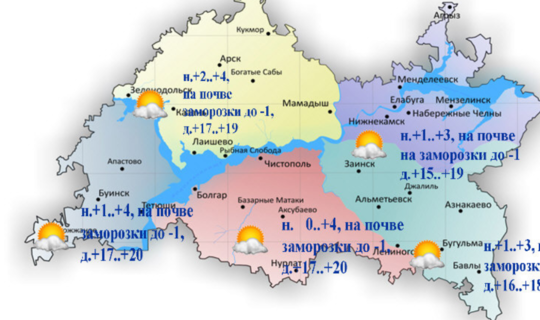 Агрыз
Кукмор
Арск
Богатые Сабы
н.+2..+4,
на почве
заморозки до -1,
д.+17..+19
Зеленодольск
Мамадыш
Менделеевск
Елабуга
Мензелинск
Набережные Челны
Нижнекамск
н.+1..+3, на почве
на заморозки до -1
д.+15..+19
Лаишево
Рыбная Слобода
Чистополь
Заинск
Апастово
Джалиль
Буинск
Болгар
Базарные Матаки
Альметьевск
Азнакаево
Тетюши
Аксубаево
н.+1..+4, на почве
заморозки до -1,
д.+17..+20
н. 0..+4, на почве
заморозки до -1,
д.+17..+20
Нурлат
Бугульма
Бавлы
н.+1..+3, н
заморозк
д.+16..+18